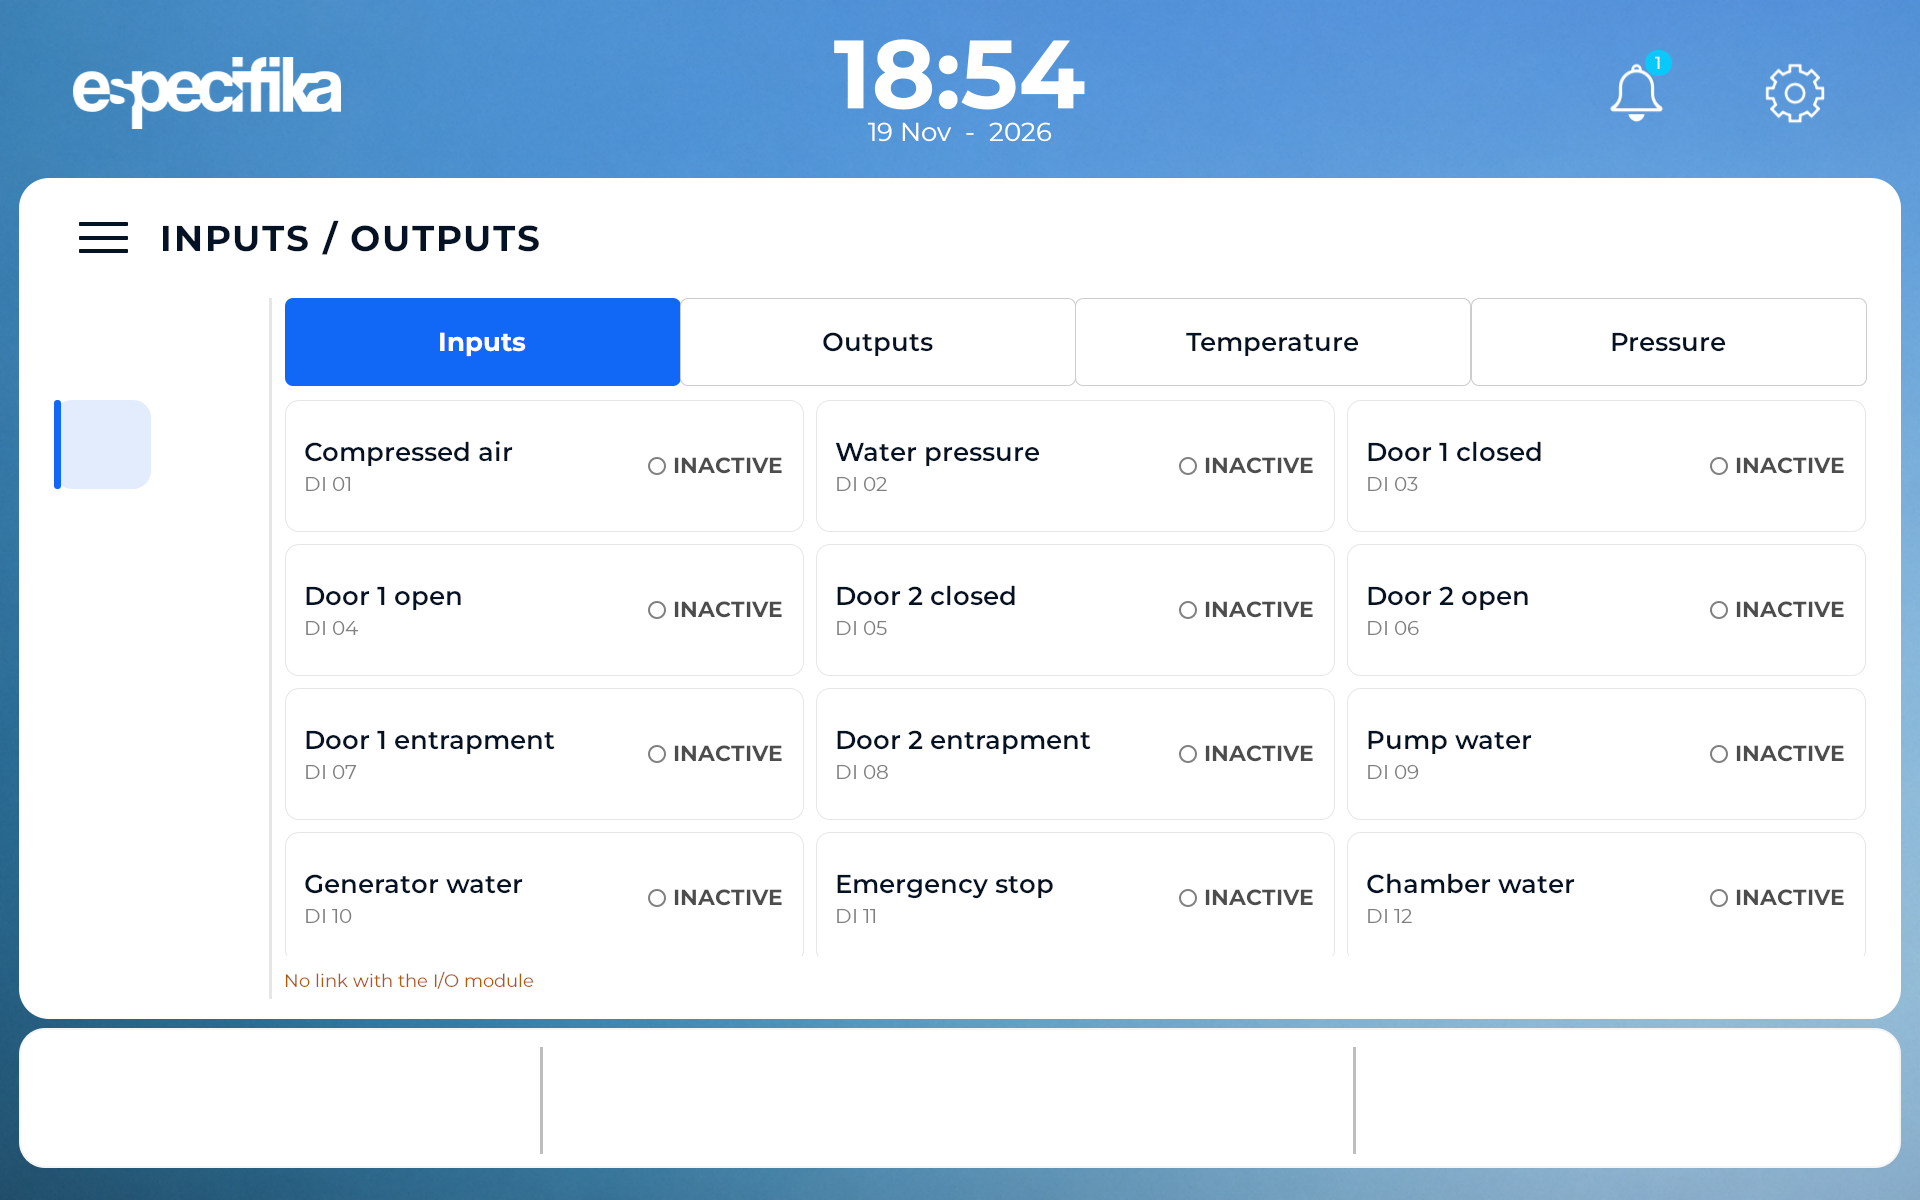 especifika
18:54
19 Nov - 2026
1
INPUTS / OUTPUTS
Inputs
Outputs
Temperature
Pressure
Compressed air
DI 01
INACTIVE
Water pressure
DI 02
INACTIVE
Door 1 closed
DI 03
INACTIVE
Door 1 open
DI 04
INACTIVE
Door 2 closed
DI 05
INACTIVE
Door 2 open
DI 06
INACTIVE
Door 1 entrapment
DI 07
INACTIVE
Door 2 entrapment
DI 08
INACTIVE
Pump water
DI 09
INACTIVE
Generator water
DI 10
INACTIVE
Emergency stop
DI 11
INACTIVE
Chamber water
DI 12
INACTIVE
No link with the I/O module